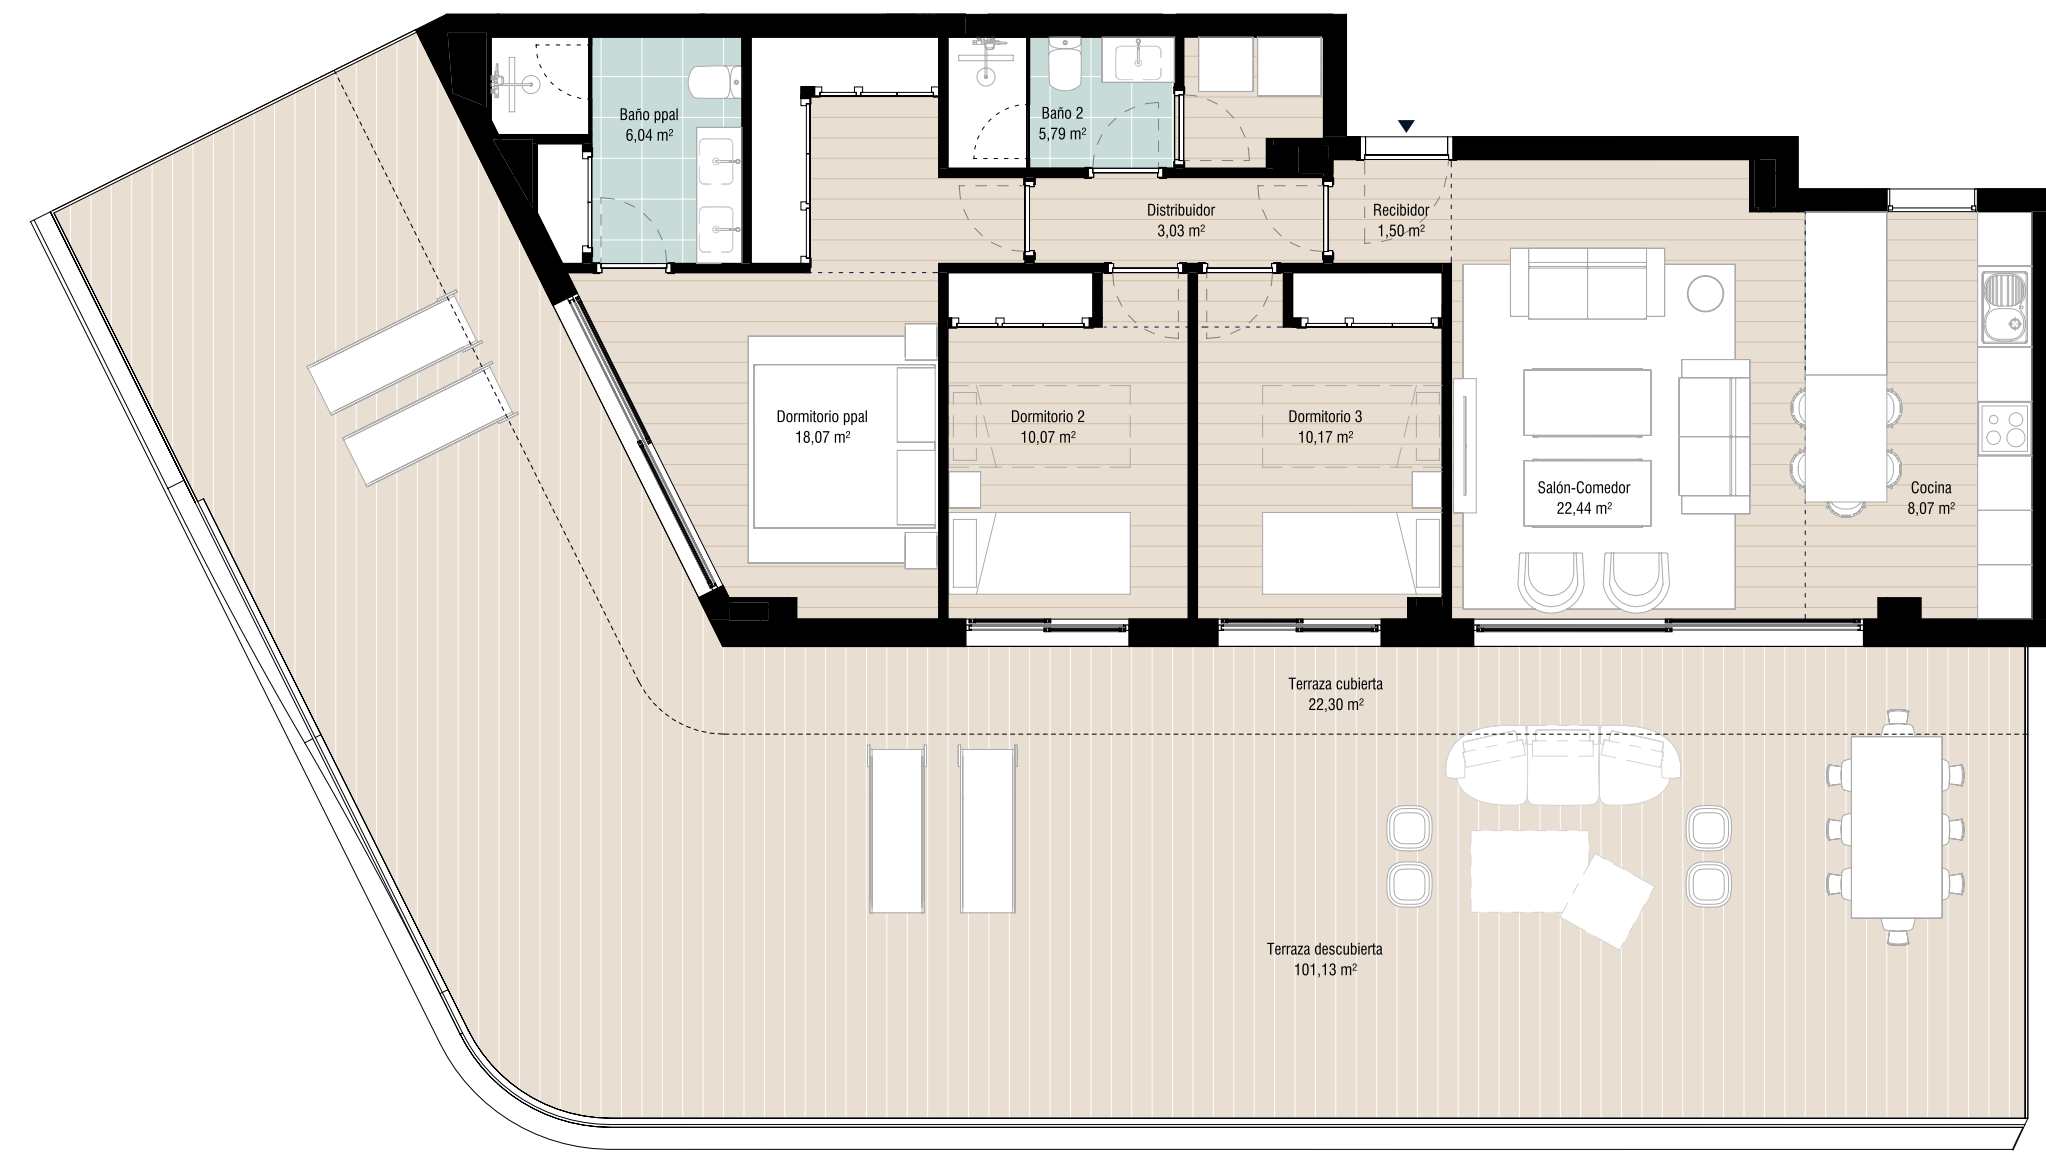 Baño ppal
6,04 m²
Baño 2
5,79 m²
Distribuidor
3,03 m²
Recibidor
1,50 m²
Dormitorio ppal
18,07 m²
Dormitorio 2
10,07 m²
Dormitorio 3
10,17 m²
Salón-Comedor
22,44 m²
Cocina
8,07 m²
Terraza cubierta
22,30 m²
Terraza descubierta
101,13 m²